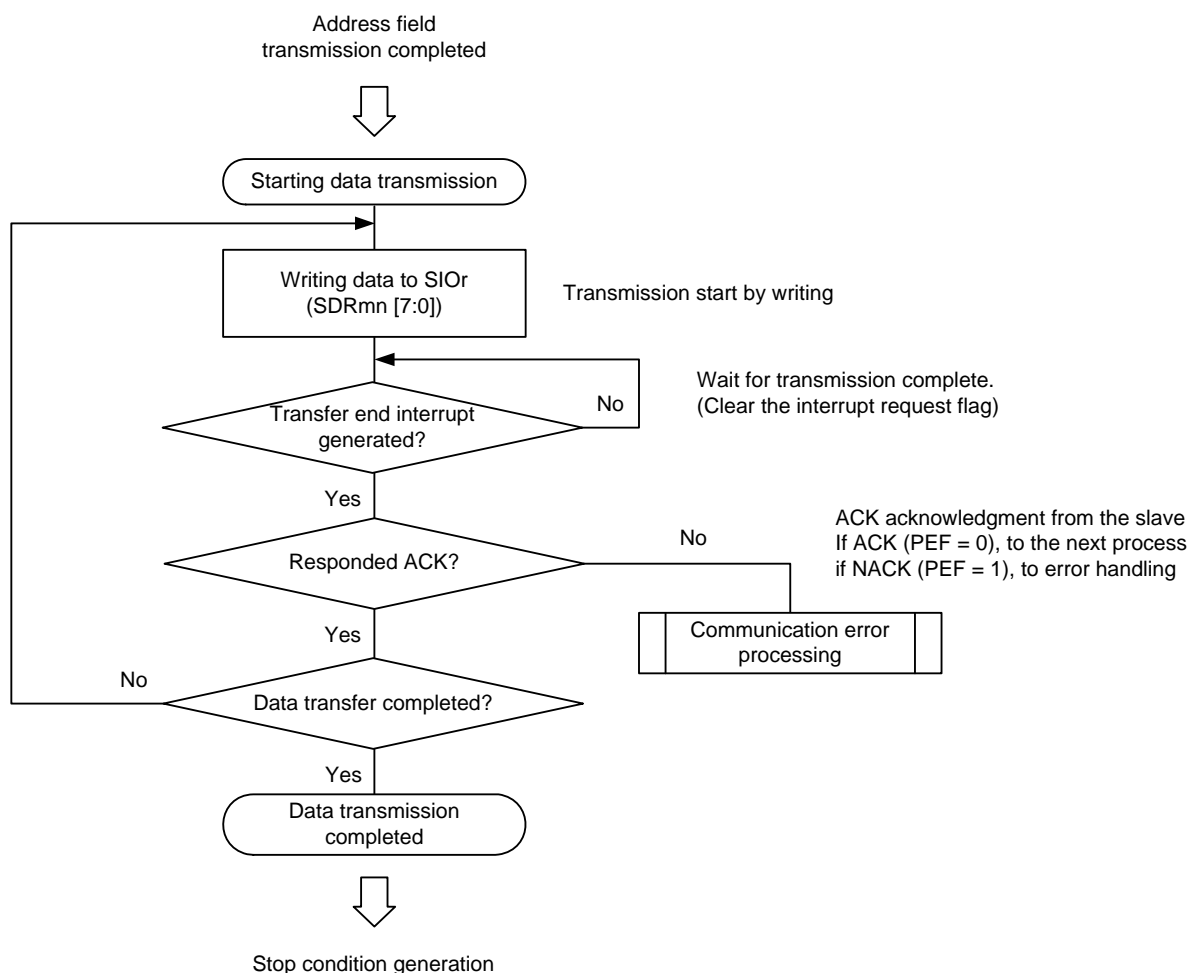 Address field
transmission completed
Starting data transmission
Writing data to SIOr
(SDRmn [7:0])
Transmission start by writing
Transfer end interrupt
generated?
No
Wait for transmission complete.
(Clear the interrupt request flag)
Yes
Responded ACK?
No
ACK acknowledgment from the slave
If ACK (PEF = 0), to the next process
if NACK (PEF = 1), to error handling
Communication error
processing
Yes
No
Data transfer completed?
Yes
Data transmission
completed
Stop condition generation